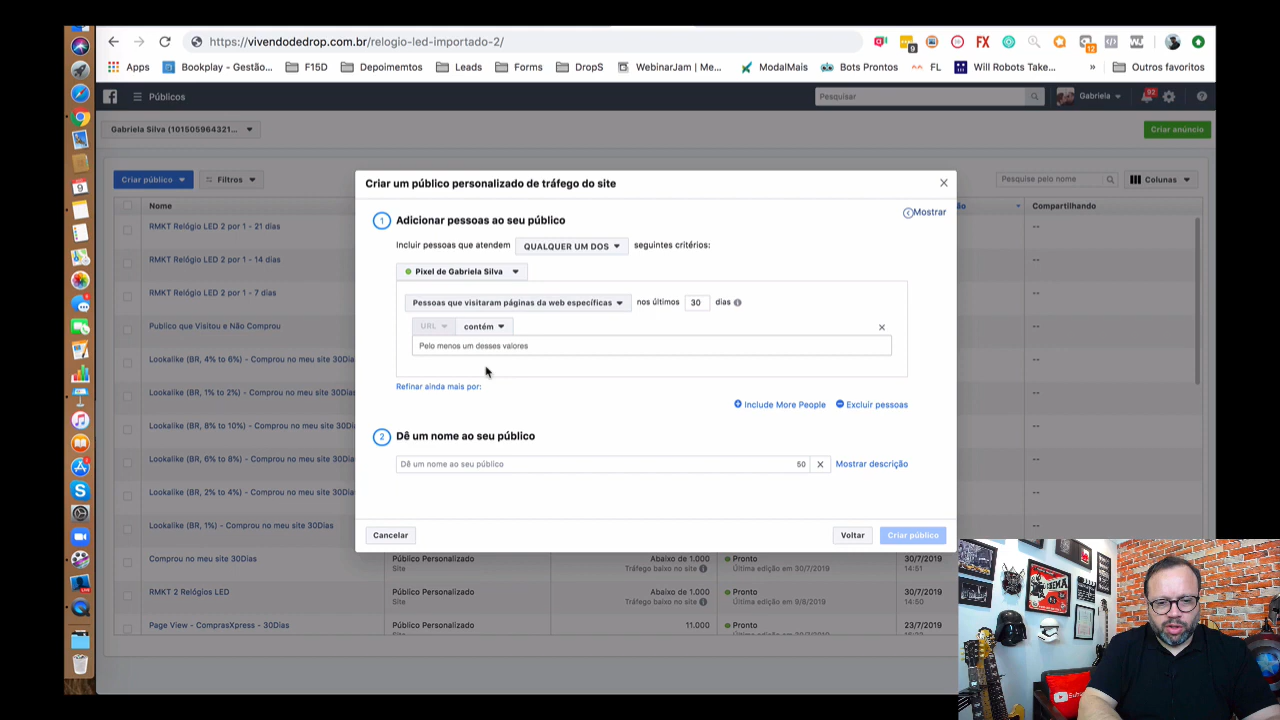 https://vivendodedrop.com.br/relogio-led-importado-2/
9
FX
12
Apps
Bookplay - Gestão...
F15D
Depoimemtos
Leads
Forms
DropS
WebinarJam | Me...
ModalMais
Bots Prontos
FL
Will Robots Take...
»
Outros favoritos
Públicos
Pesquisar
Gabriela
82
Gabriela Silva (101505964321...
Criar anúncio
Criar público
Filtros
Pesquise pelo nome
Colunas
Nome
Compartilhando
RMKT Relógio LED 2 por 1 - 21 dias
--
RMKT Relógio LED 2 por 1 - 14 dias
--
RMKT Relógio LED 2 por 1 - 7 dias
--
Publico que Visitou e Não Comprou
--
Lookalike (BR, 4% to 6%) - Comprou no meu site 30Dia
--
Lookalike (BR, 1% to 2%) - Comprou no meu site 30Dia
--
Lookalike (BR, 8% to 10%) - Comprou no meu site 30Di
--
Lookalike (BR, 6% to 8%) - Comprou no meu site 30Dia
--
Lookalike (BR, 2% to 4%) - Comprou no meu site 30Dia
--
Lookalike (BR, 1%) - Comprou no meu site 30Dias
--
Criar um público personalizado de tráfego do site
1 Adicionar pessoas ao seu público
Mostrar
Incluir pessoas que atendem QUALQUER UM DOS seguintes critérios:
Pixel de Gabriela Silva
Pessoas que visitaram páginas da web específicas nos últimos 30 dias
URL contém
Pelo menos um desses valores
Refinar ainda mais por:
Include More People Excluir pessoas
2 Dê um nome ao seu público
Dê um nome ao seu público 50 Mostrar descrição
Cancelar Voltar Criar público
Comprou no meu site 30Dias Público Personalizado Abaixo de 1.000 Pronto 30/7/2019
Site Tráfego baixo no site Última edição em 30/7/2019 14:51
RMKT 2 Relógios LED Público Personalizado Abaixo de 1.000 Pronto 30/7/2019
Site Tráfego baixo no site Última edição em 9/8/2019 14:50
Page View - ComprasXpress - 30Dias Público Personalizado 11.000 Pronto 23/7/2019
Site